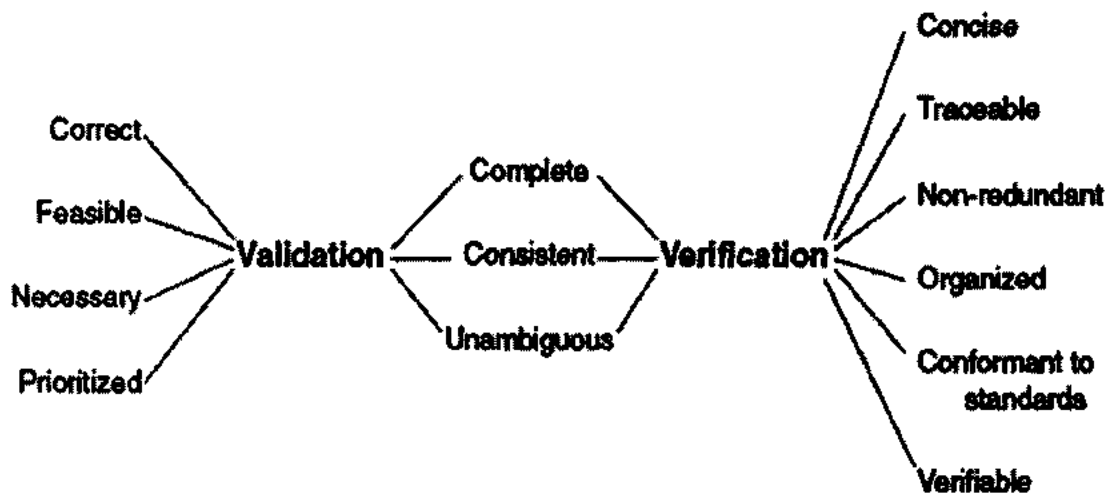 Concise
Traceable
Correct
Complete
Non-redundant
Feasible
Validation
Consistent
Verification
Organized
Necessary
Unambiguous
Conformant to
standards
Prioritized
Verifiable